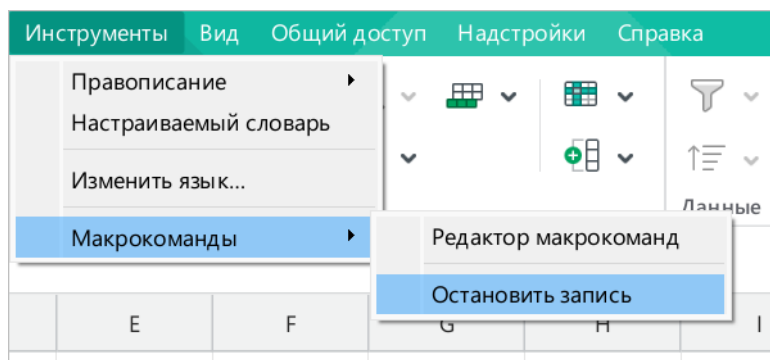 Инструменты Вид Общий доступ Надстройки Справка
Правописание
Настраиваемый словарь
Изменить язык...
Данные
Макрокоманды
Редактор макрокоманд
Остановить запись
E F G H I